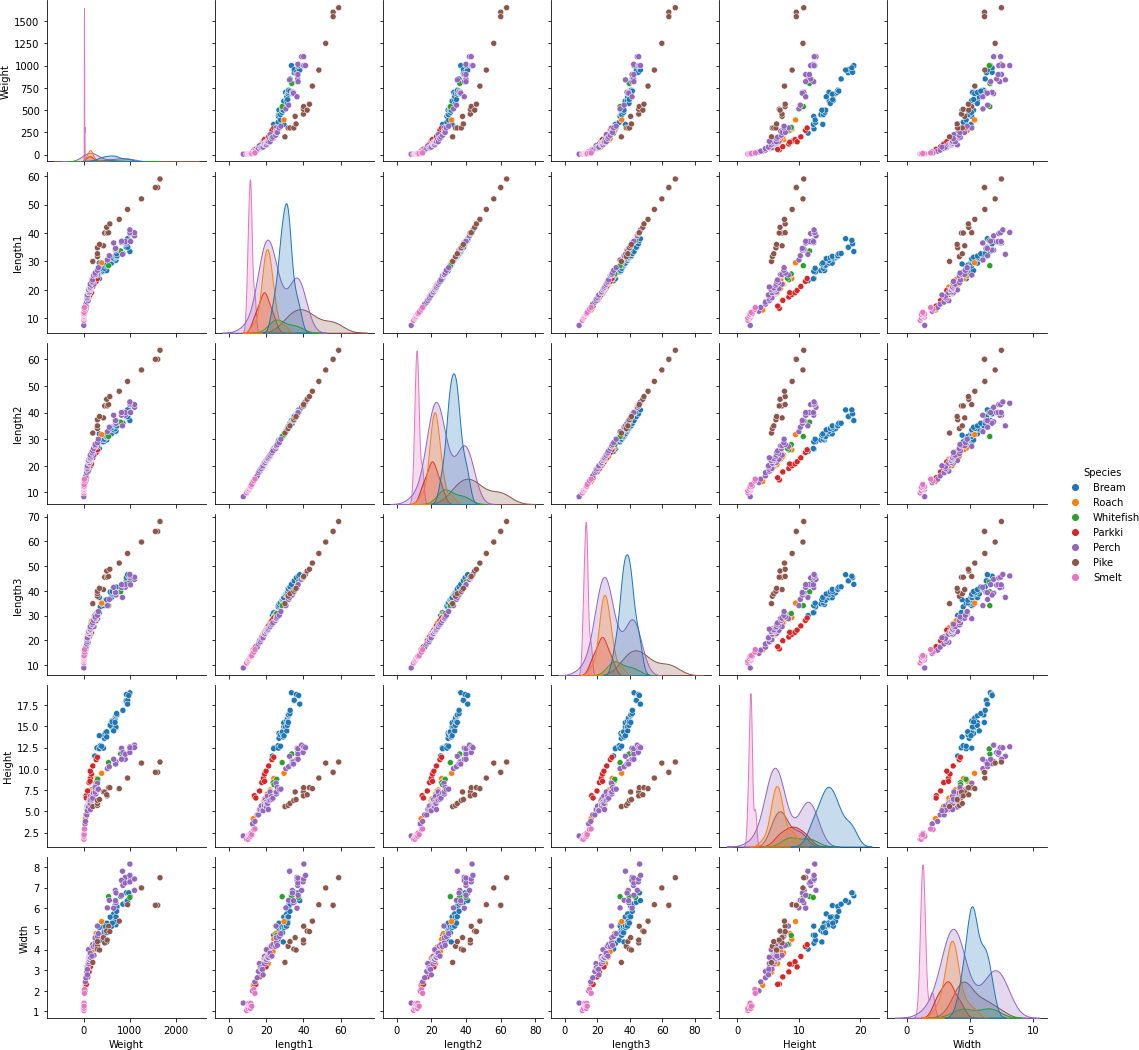 1500
1250
1000
750
500
250
0
Weight
60
50
40
30
20
10
length1
60
50
40
30
20
10
length2
70
60
50
40
30
20
10
length3
17.5
15.0
12.5
10.0
7.5
5.0
2.5
Height
8
7
6
5
4
3
2
1
Width
0 1000 2000
0 20 40 60
0 20 40 60 80
0 20 40 60 80
0 10 20
0 5 10
Weight length1 length2 length3 Height Width
Species
Bream
Roach
Whitefish
Parkki
Perch
Pike
Smelt